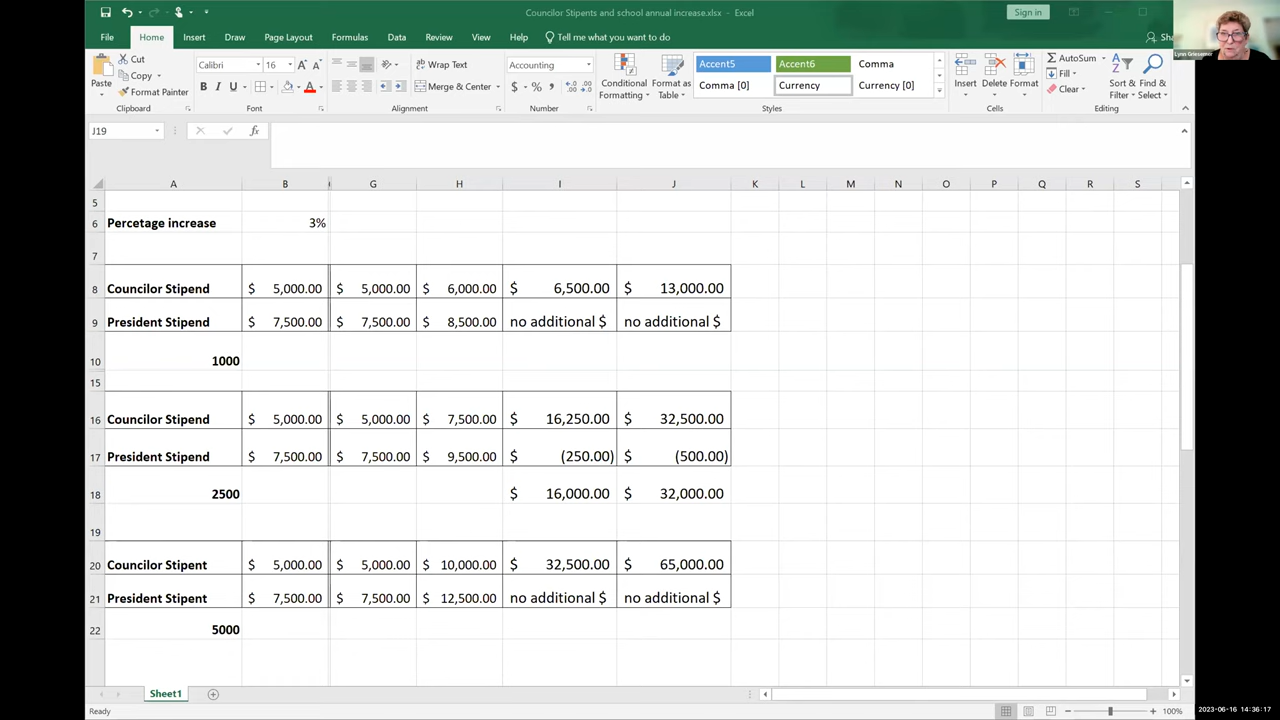 Councilor Stipents and school annual increase.xlsx - Excel
Sign in
File Home Insert Draw Page Layout Formulas Data Review View Help Tell me what you want to do Sha
Lynn Griesemer
Paste Cut Copy Format Painter Clipboard
Calibri 16 B I U A Font
Wrap Text Merge & Center Alignment
Accounting $ % , Number
Conditional Formatting Format as Table
Accent5 Accent6 Comma
Comma [0] Currency Currency [0]
Styles
Insert Delete Format Cells
AutoSum Fill Clear Sort & Filter Find & Select Editing
J19 fx
A B G H I J K L M N O P Q R S
5
6 Percetage increase 3%
7
8 Councilor Stipend $ 5,000.00 $ 5,000.00 $ 6,000.00 $ 6,500.00 $ 13,000.00
9 President Stipend $ 7,500.00 $ 7,500.00 $ 8,500.00 no additional $ no additional $
10 1000
15
16 Councilor Stipend $ 5,000.00 $ 5,000.00 $ 7,500.00 $ 16,250.00 $ 32,500.00
17 President Stipend $ 7,500.00 $ 7,500.00 $ 9,500.00 $ (250.00) $ (500.00)
18 2500 $ 16,000.00 $ 32,000.00
19
20 Councilor Stipent $ 5,000.00 $ 5,000.00 $ 10,000.00 $ 32,500.00 $ 65,000.00
21 President Stipent $ 7,500.00 $ 7,500.00 $ 12,500.00 no additional $ no additional $
22 5000
Sheet1
Ready 100%
2023-06-16 14:36:17